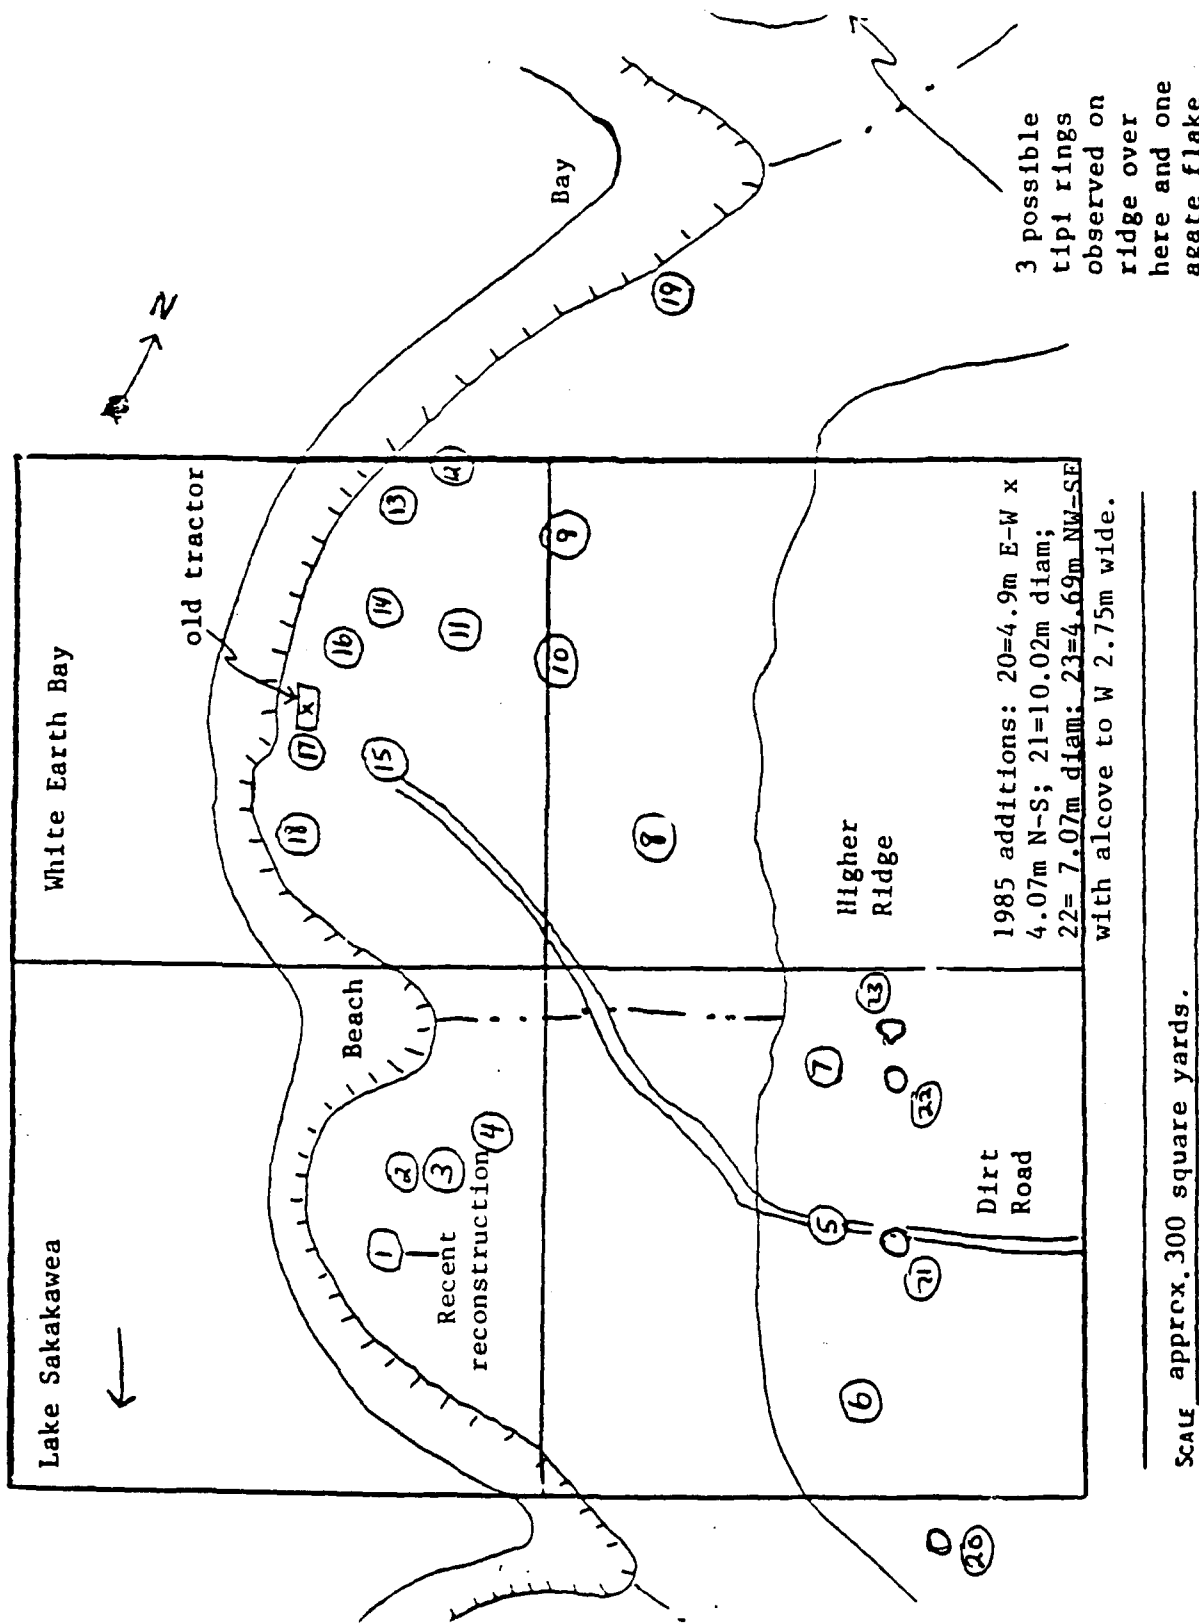 Lake Sakakawea
White Earth Bay
old tractor
N
Bay
Beach
X
18
17
16
14
13
12
15
11
10
9
19
1
2
3
4
Recent
reconstruction
8
Higher
Ridge
7
23
22
5
21
6
20
Dirt
Road
1985 additions: 20=4.9m E-W x
4.07m N-S; 21=10.02m diam;
22= 7.07m diam; 23=4.69m NW-SE
with alcove to W 2.75m wide.
3 possible
tipi rings
observed on
ridge over
here and one
agate flake
SCALE approx. 300 square yards.